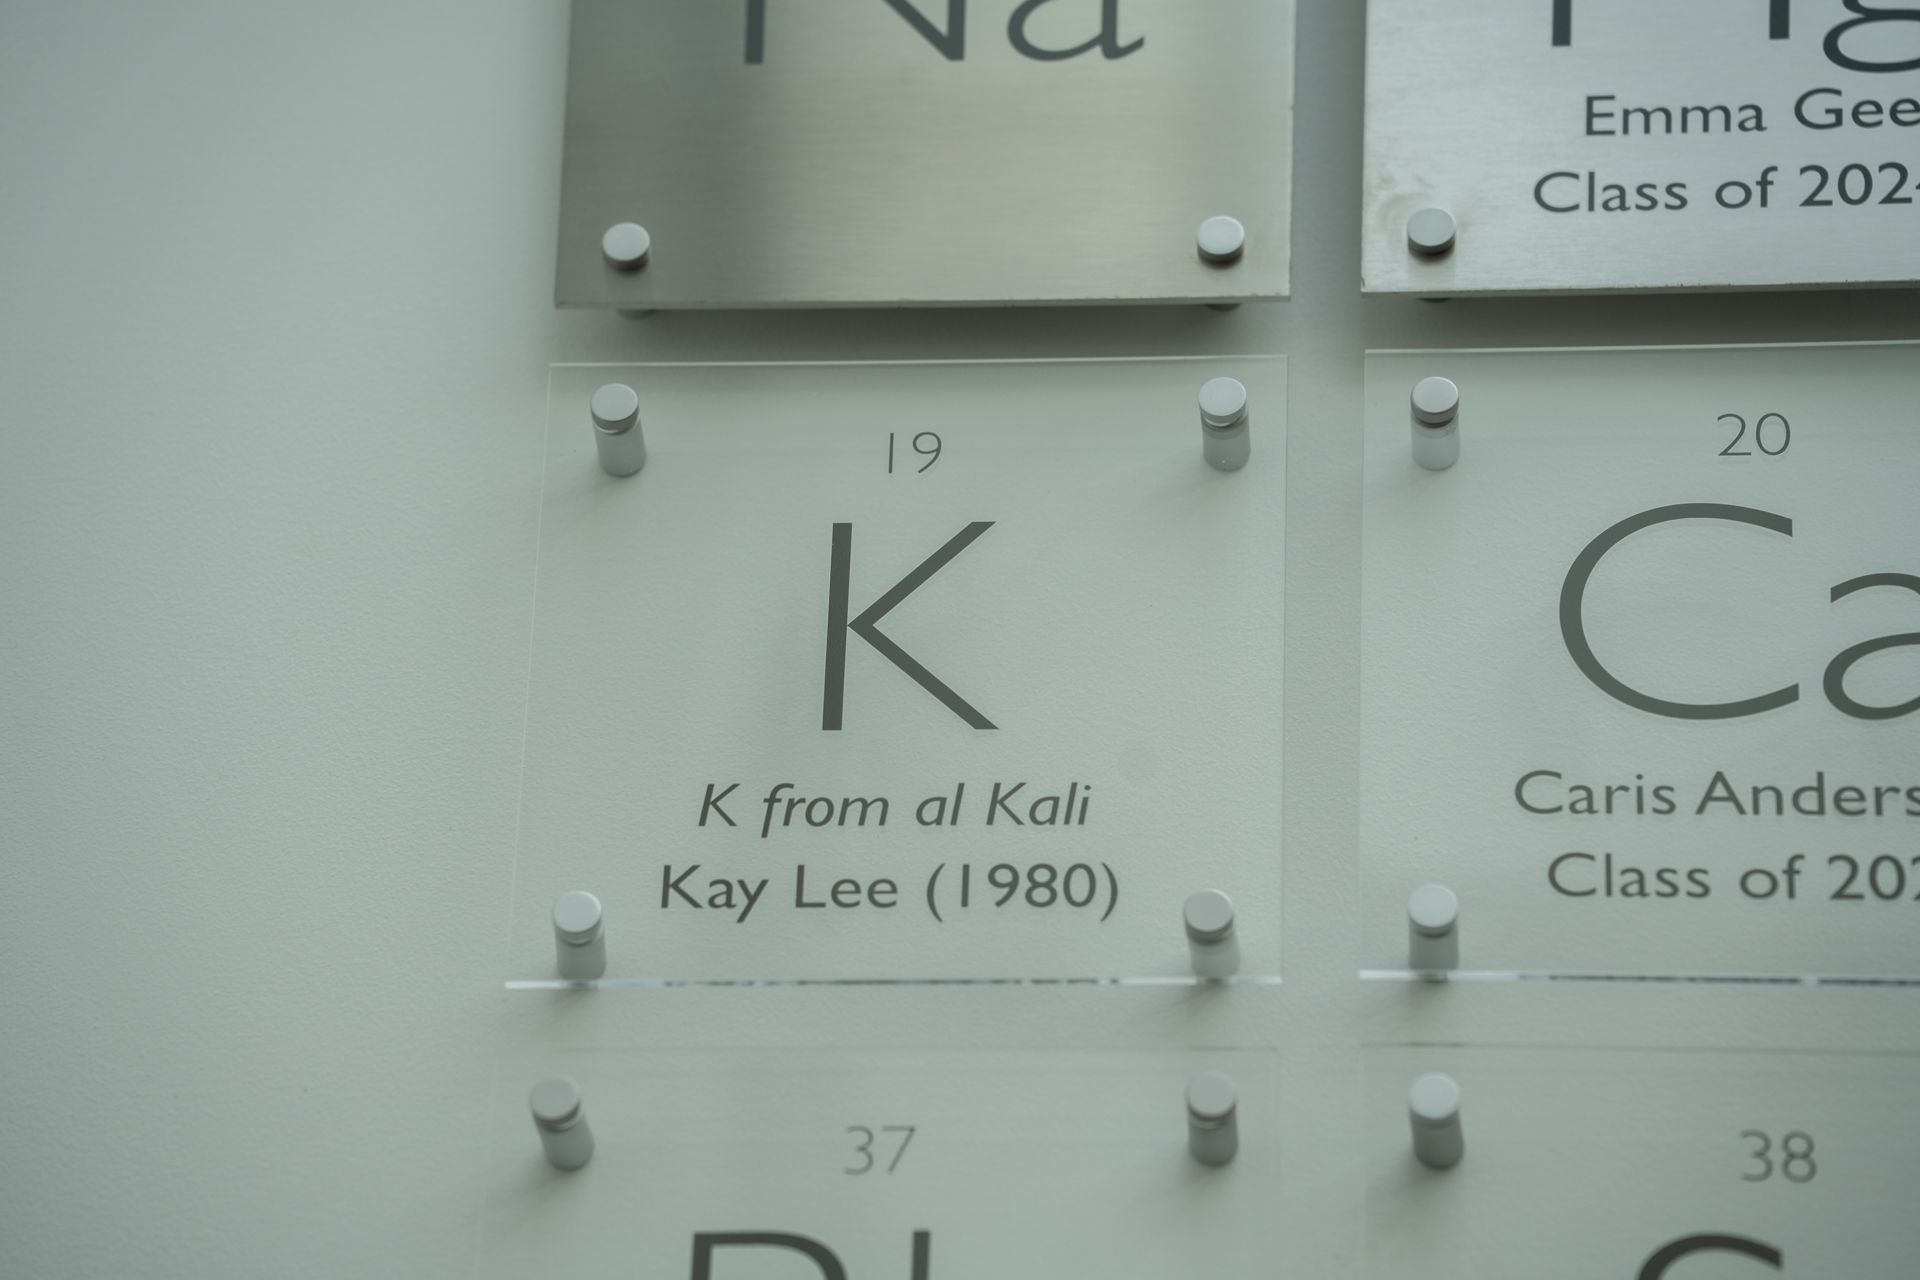 Na
Mg
Emma Gee
Class of 202
19
K
K from al Kali
Kay Lee (1980)
20
Ca
Caris Anders
Class of 202
37
38